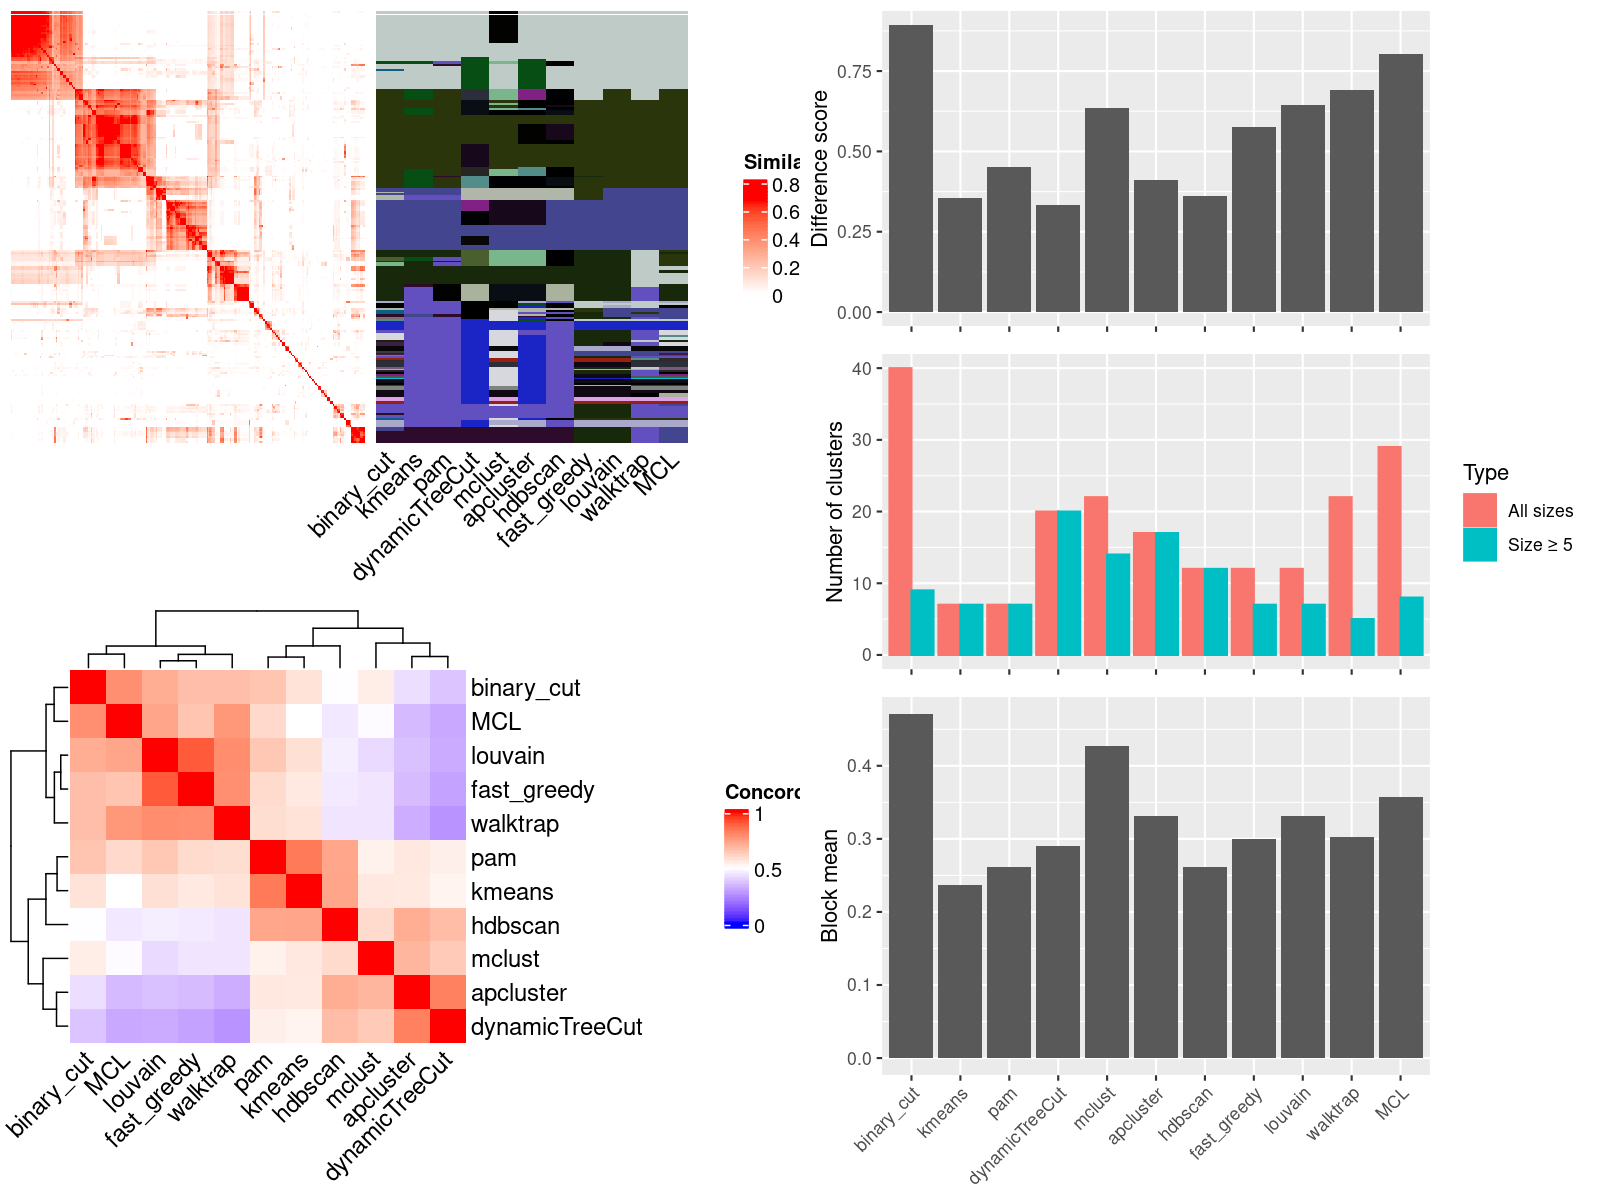 Simila
0.8
0.6
0.4
0.2
0
binary_cut
kmeans
pam
dynamicTreeCut
mclust
apcluster
hdbscan
fast_greedy
louvain
walktrap
MCL
Difference score
0.75
0.50
0.25
0.00
Number of clusters
40
30
20
10
0
Type
All sizes
Size ≥ 5
binary_cut
MCL
louvain
fast_greedy
walktrap
pam
kmeans
hdbscan
mclust
apcluster
dynamicTreeCut
binary_cut
MCL
louvain
fast_greedy
walktrap
pam
kmeans
hdbscan
mclust
apcluster
dynamicTreeCut
Concord
1
0.5
0
Block mean
0.4
0.3
0.2
0.1
0.0
binary_cut
kmeans
pam
dynamicTreeCut
mclust
apcluster
hdbscan
fast_greedy
louvain
walktrap
MCL